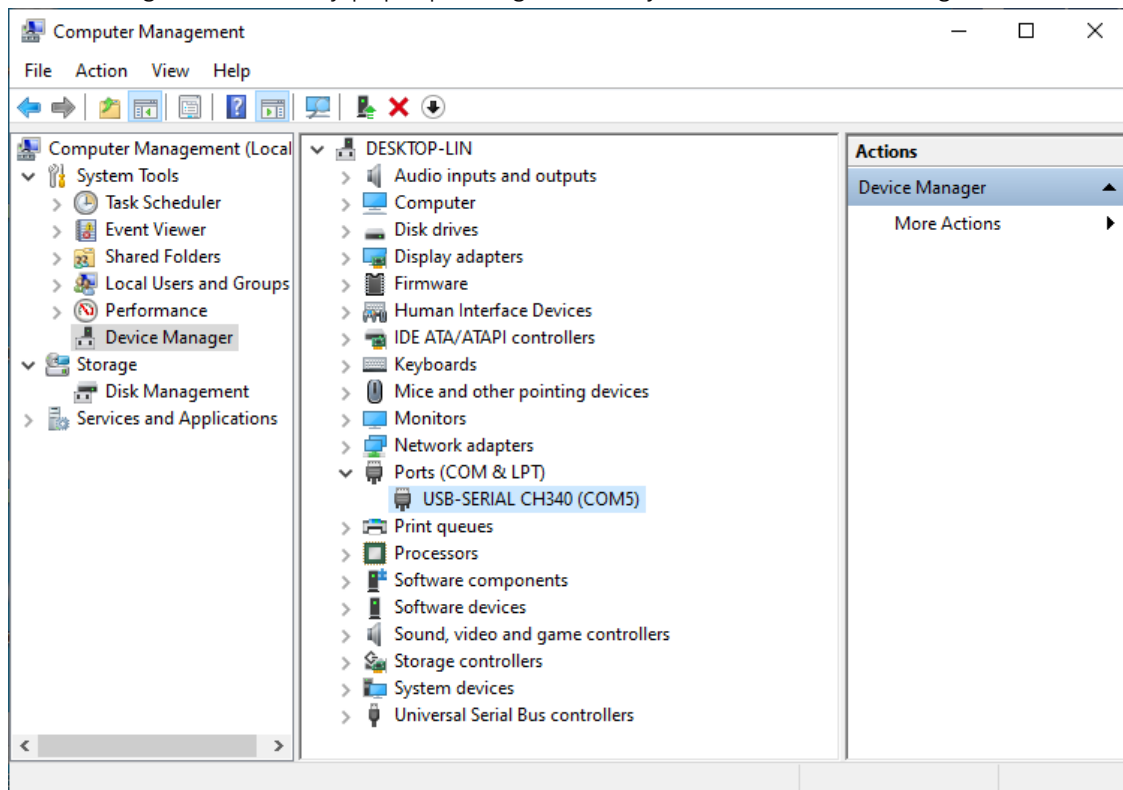 Computer Management
File Action View Help
Computer Management (Local
System Tools
Task Scheduler
Event Viewer
Shared Folders
Local Users and Groups
Performance
Device Manager
Storage
Disk Management
Services and Applications
DESKTOP-LIN
Audio inputs and outputs
Computer
Disk drives
Display adapters
Firmware
Human Interface Devices
IDE ATA/ATAPI controllers
Keyboards
Mice and other pointing devices
Monitors
Network adapters
Ports (COM & LPT)
USB-SERIAL CH340 (COM5)
Print queues
Processors
Software components
Software devices
Sound, video and game controllers
Storage controllers
System devices
Universal Serial Bus controllers
Actions
Device Manager
More Actions